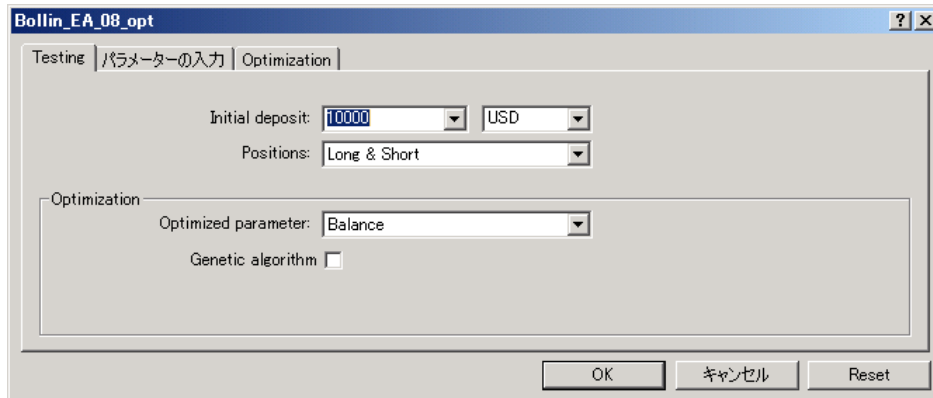 Bollin_EA_08_opt
Testing パラメーターの入力 Optimization
Initial deposit: 10000 USD
Positions: Long & Short
Optimization
Optimized parameter: Balance
Genetic algorithm
OK キャンセル Reset